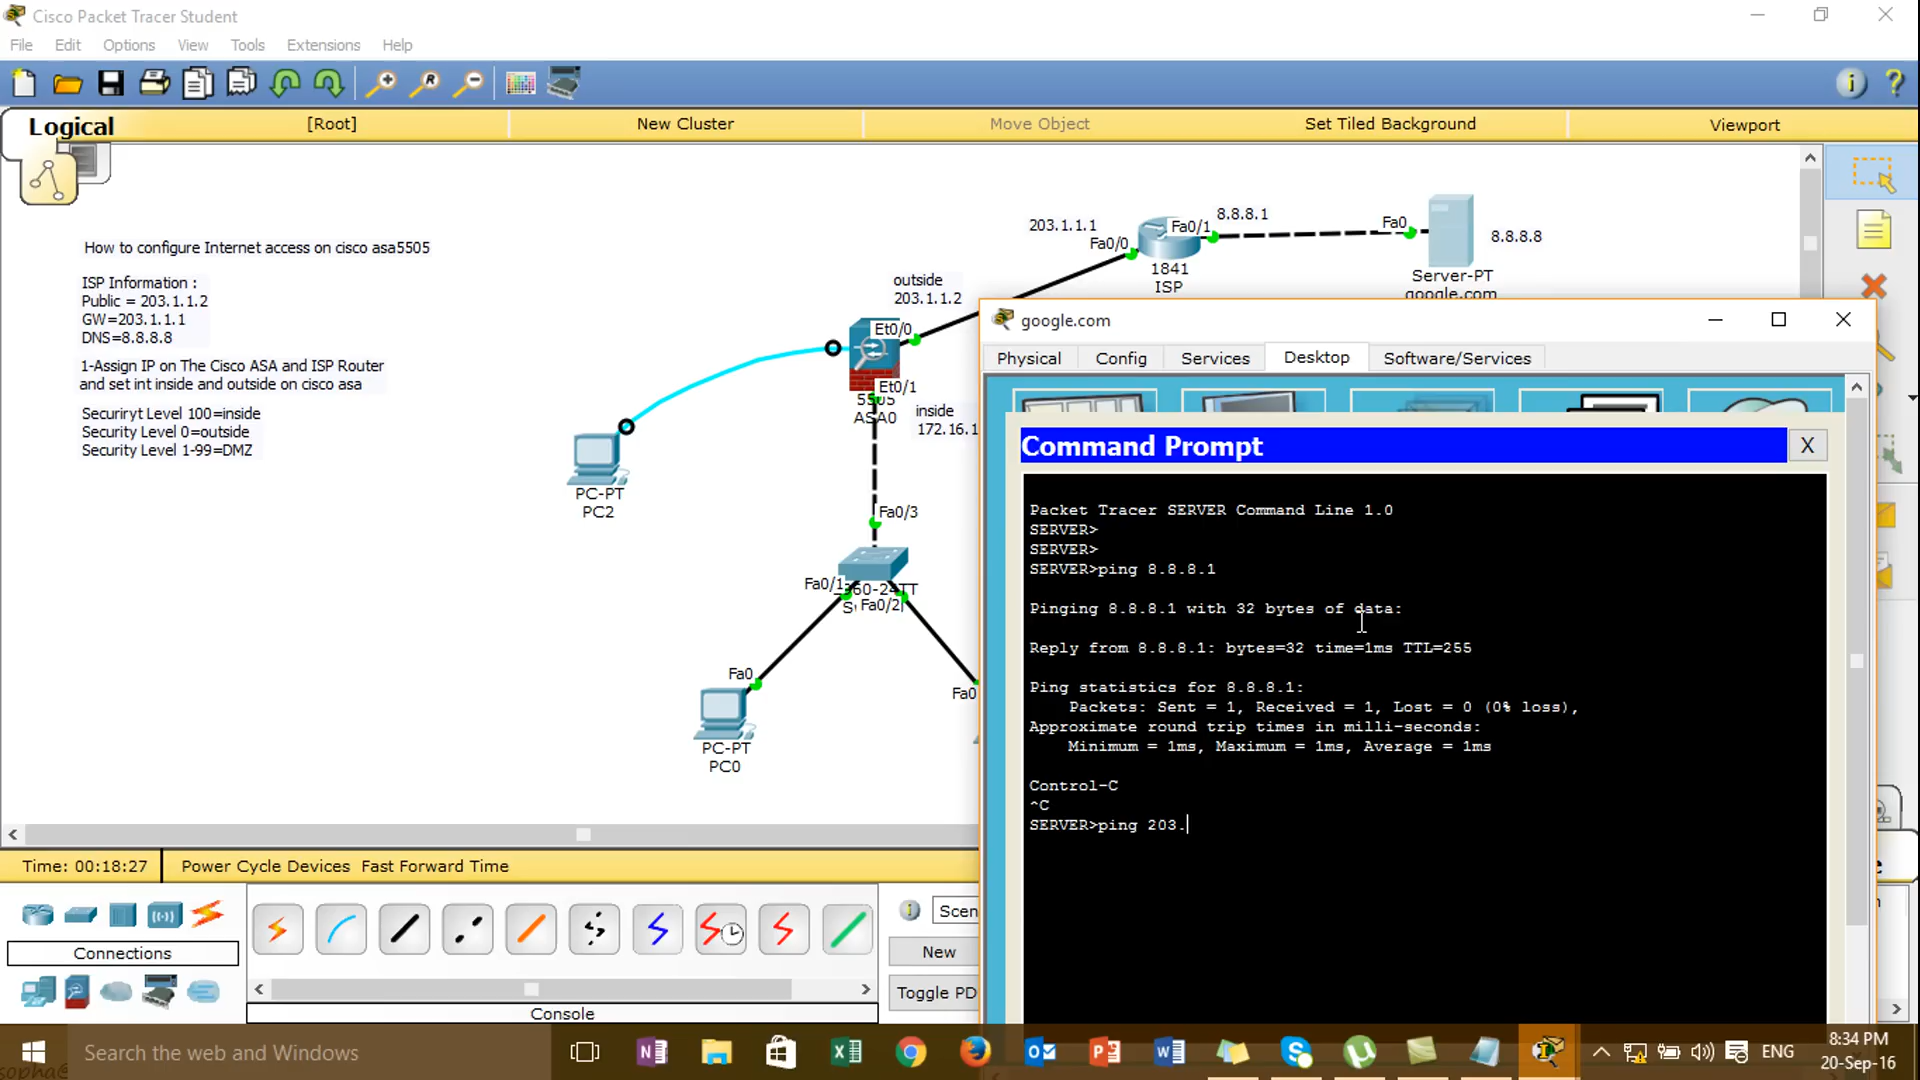 Cisco Packet Tracer Student
File Edit Options View Tools Extensions Help
Logical [Root] New Cluster Move Object Set Tiled Background Viewport
How to configure Internet access on cisco asa5505
ISP Information :
Public = 203.1.1.2
GW=203.1.1.1
DNS=8.8.8.8
1-Assign IP on The Cisco ASA and ISP Router
and set int inside and outside on cisco asa
Securiryt Level 100=inside
Security Level 0=outside
Security Level 1-99=DMZ
203.1.1.1
Fa0/0
Fa0/1
8.8.8.1
1841
ISP
Fa0
8.8.8.8
Server-PT
google.com
outside
203.1.1.2
Et0/0
Et0/1
5505
ASA0
inside
172.16.1
PC-PT
PC2
Fa0/3
Fa0/1
Fa0/2
Fa0
PC-PT
PC0
Fa0
google.com
Physical Config Services Desktop Software/Services
Command Prompt X
Packet Tracer SERVER Command Line 1.0
SERVER>
SERVER>
SERVER>ping 8.8.8.1
Pinging 8.8.8.1 with 32 bytes of data:
Reply from 8.8.8.1: bytes=32 time=1ms TTL=255
Ping statistics for 8.8.8.1:
Packets: Sent = 1, Received = 1, Lost = 0 (0% loss),
Approximate round trip times in milli-seconds:
Minimum = 1ms, Maximum = 1ms, Average = 1ms
Control-C
^C
SERVER>ping 203.
Time: 00:18:27 Power Cycle Devices Fast Forward Time
Connections
Scen
New
Toggle PD
Console
Search the web and Windows
ENG
8:34 PM
20-Sep-16
sopha@